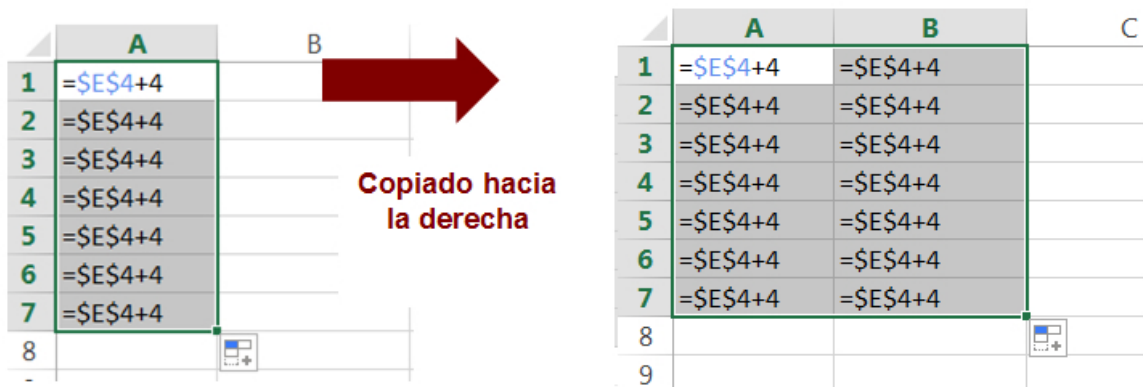 A B
1 =$E$4+4
2 =$E$4+4
3 =$E$4+4
4 =$E$4+4
5 =$E$4+4
6 =$E$4+4
7 =$E$4+4
8
Copiado hacia
la derecha
A B C
1 =$E$4+4 =$E$4+4
2 =$E$4+4 =$E$4+4
3 =$E$4+4 =$E$4+4
4 =$E$4+4 =$E$4+4
5 =$E$4+4 =$E$4+4
6 =$E$4+4 =$E$4+4
7 =$E$4+4 =$E$4+4
8
9